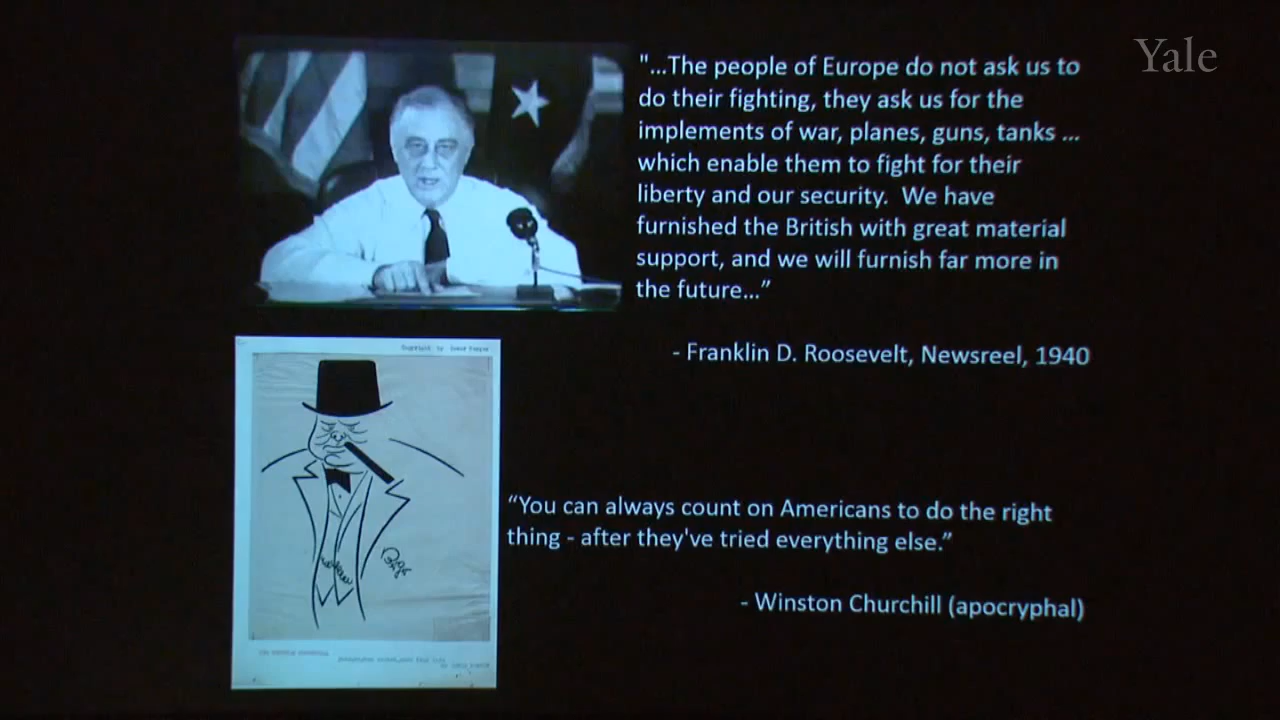 Yale
"...The people of Europe do not ask us to
do their fighting, they ask us for the
implements of war, planes, guns, tanks ...
which enable them to fight for their
liberty and our security.  We have
furnished the British with great material
support, and we will furnish far more in
the future...”
- Franklin D. Roosevelt, Newsreel, 1940
Copyright by
“You can always count on Americans to do the right
thing - after they've tried everything else.”
- Winston Churchill (apocryphal)